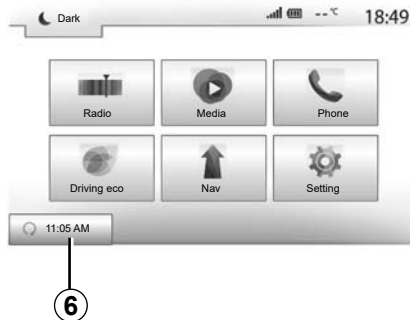 Dark
--°C
18:49
Radio
Media
Phone
Driving eco
Nav
Setting
11:05 AM
6